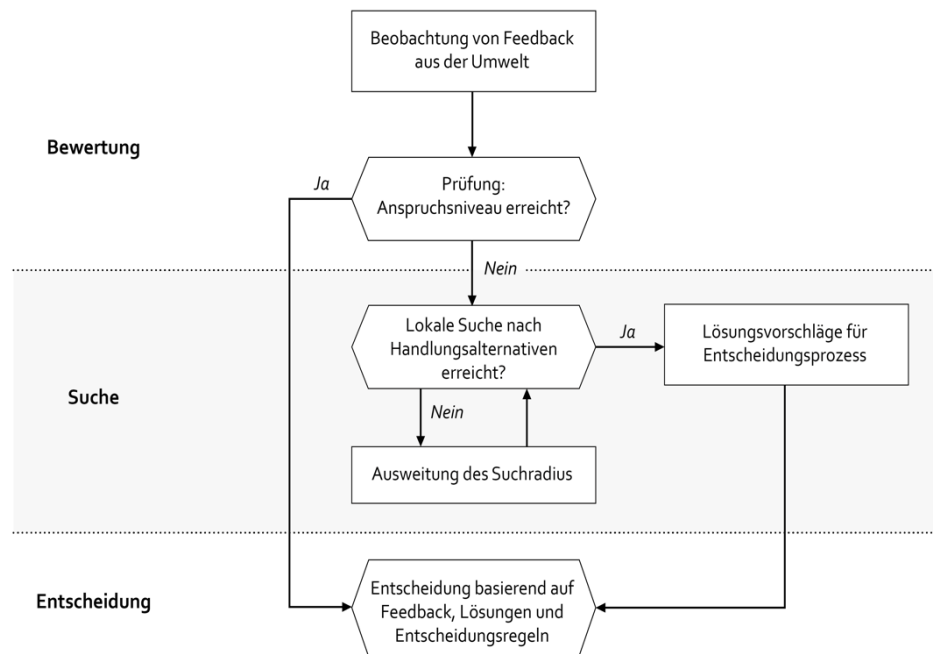 Beobachtung von Feedback
aus der Umwelt
Bewertung
Ja
Prüfung:
Anspruchsniveau erreicht?
Nein
Lokale Suche nach
Handlungsalternativen
erreicht?
Ja
Lösungsvorschläge für
Entscheidungsprozess
Suche
Nein
Ausweitung des Suchradius
Entscheidung
Entscheidung basierend auf
Feedback, Lösungen und
Entscheidungsregeln